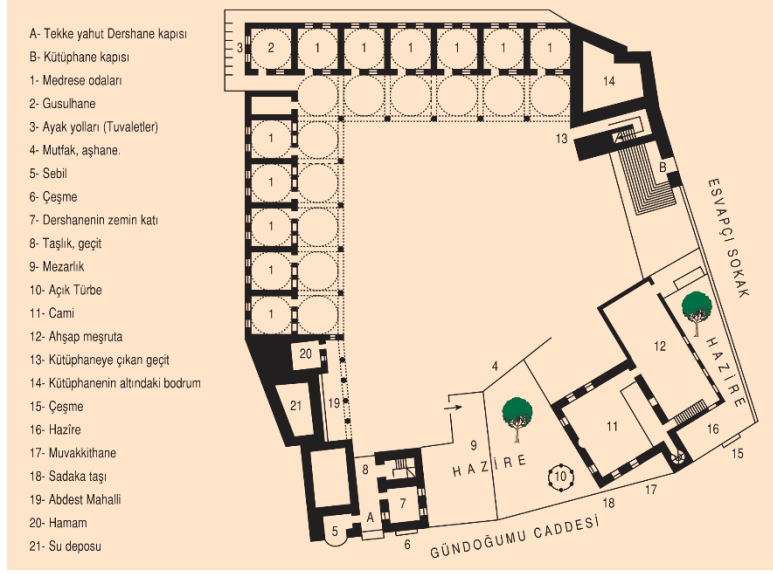 A- Tekke yahut Dershane kapısı
B- Kütüphane kapısı
1- Medrese odaları
2- Gusulhane
3- Ayak yolları (Tuvaletler)
4- Mutfak, aşhane.
5- Sebil
6- Çeşme
7- Dershanenin zemin katı
8- Taşlık, geçit
9- Mezarlık
10- Açık Türbe
11- Cami
12- Ahşap meşruta
13- Kütüphaneye çıkan geçit
14- Kütüphanenin altındaki bodrum
15- Çeşme
16- Hazîre
17- Muvakkithane
18- Sadaka taşı
19- Abdest Mahalli
20- Hamam
21- Su deposu
3 2 1 1 1 1 1 1
14
13
B
1
1
1
1
1
ESVAPÇI SOKAK
20
21
19
4
12
HAZİRE
11
16
15
9
HAZİRE
10
8
7
A
5
6
17
18
GÜNDOĞUMU CADDESİ